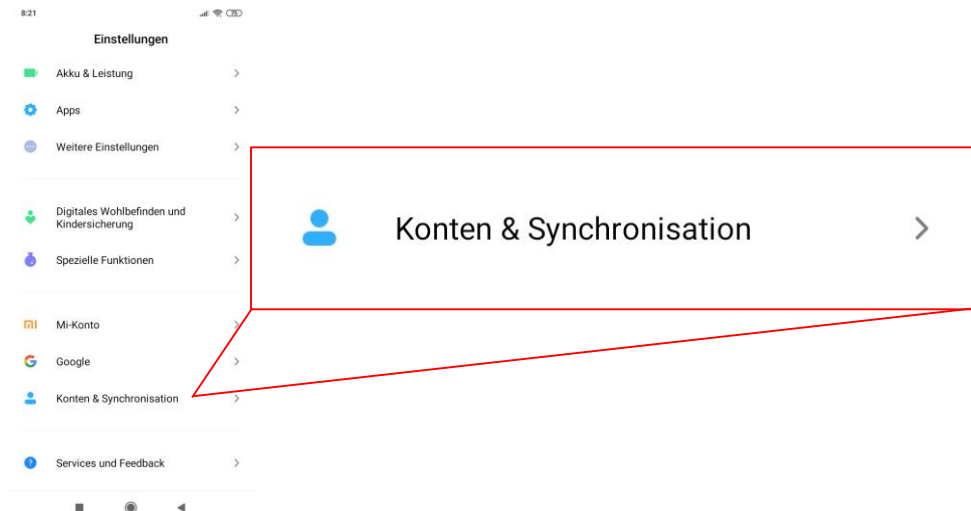 8:21
Einstellungen
Akku & Leistung
Apps
Weitere Einstellungen
Digitales Wohlbefinden und
Kindersicherung
Spezielle Funktionen
Mi-Konto
Google
Konten & Synchronisation
Services und Feedback
Konten & Synchronisation